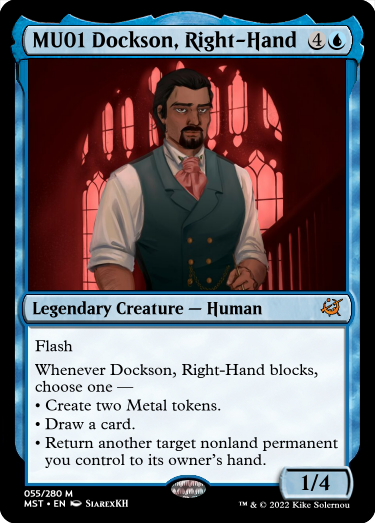 MU01 Dockson, Right-Hand 4
Legendary Creature — Human
Flash
Whenever Dockson, Right-Hand blocks,
choose one —
• Create two Metal tokens.
• Draw a card.
• Return another target nonland permanent
you control to its owner's hand.
055/280 M
MST • EN SiarexKH
1/4
™ & © 2022 Kike Solernou